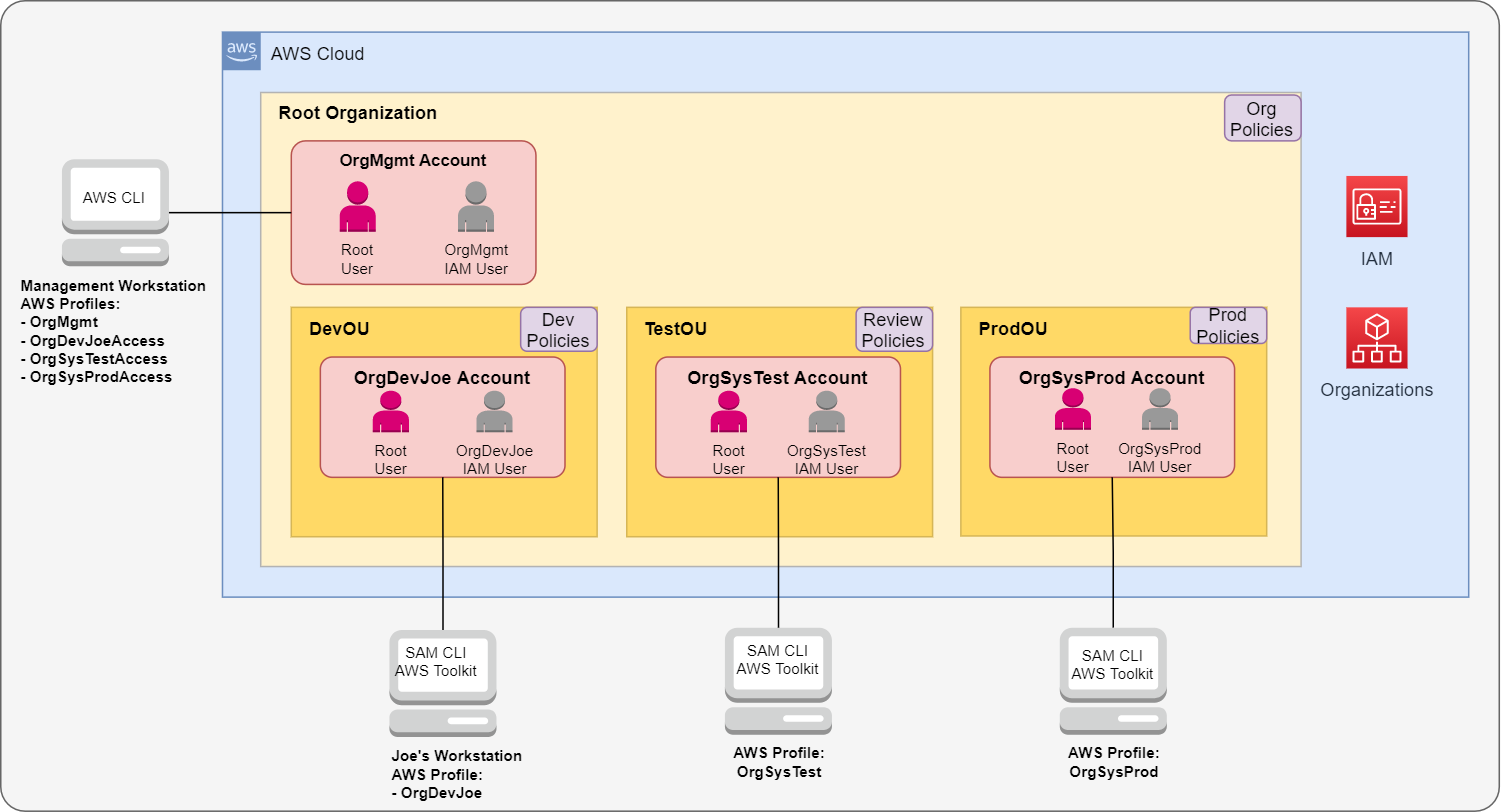 aws
AWS Cloud
Root Organization
Org
Policies
OrgMgmt Account
Root
User
OrgMgmt
IAM User
AWS CLI
Management Workstation
AWS Profiles:
- OrgMgmt
- OrgDevJoeAccess
- OrgSysTestAccess
- OrgSysProdAccess
IAM
Organizations
DevOU
Dev
Policies
OrgDevJoe Account
Root
User
OrgDevJoe
IAM User
TestOU
Review
Policies
OrgSysTest Account
Root
User
OrgSysTest
IAM User
ProdOU
Prod
Policies
OrgSysProd Account
Root
User
OrgSysProd
IAM User
SAM CLI
AWS Toolkit
Joe's Workstation
AWS Profile:
- OrgDevJoe
SAM CLI
AWS Toolkit
AWS Profile:
OrgSysTest
SAM CLI
AWS Toolkit
AWS Profile:
OrgSysProd